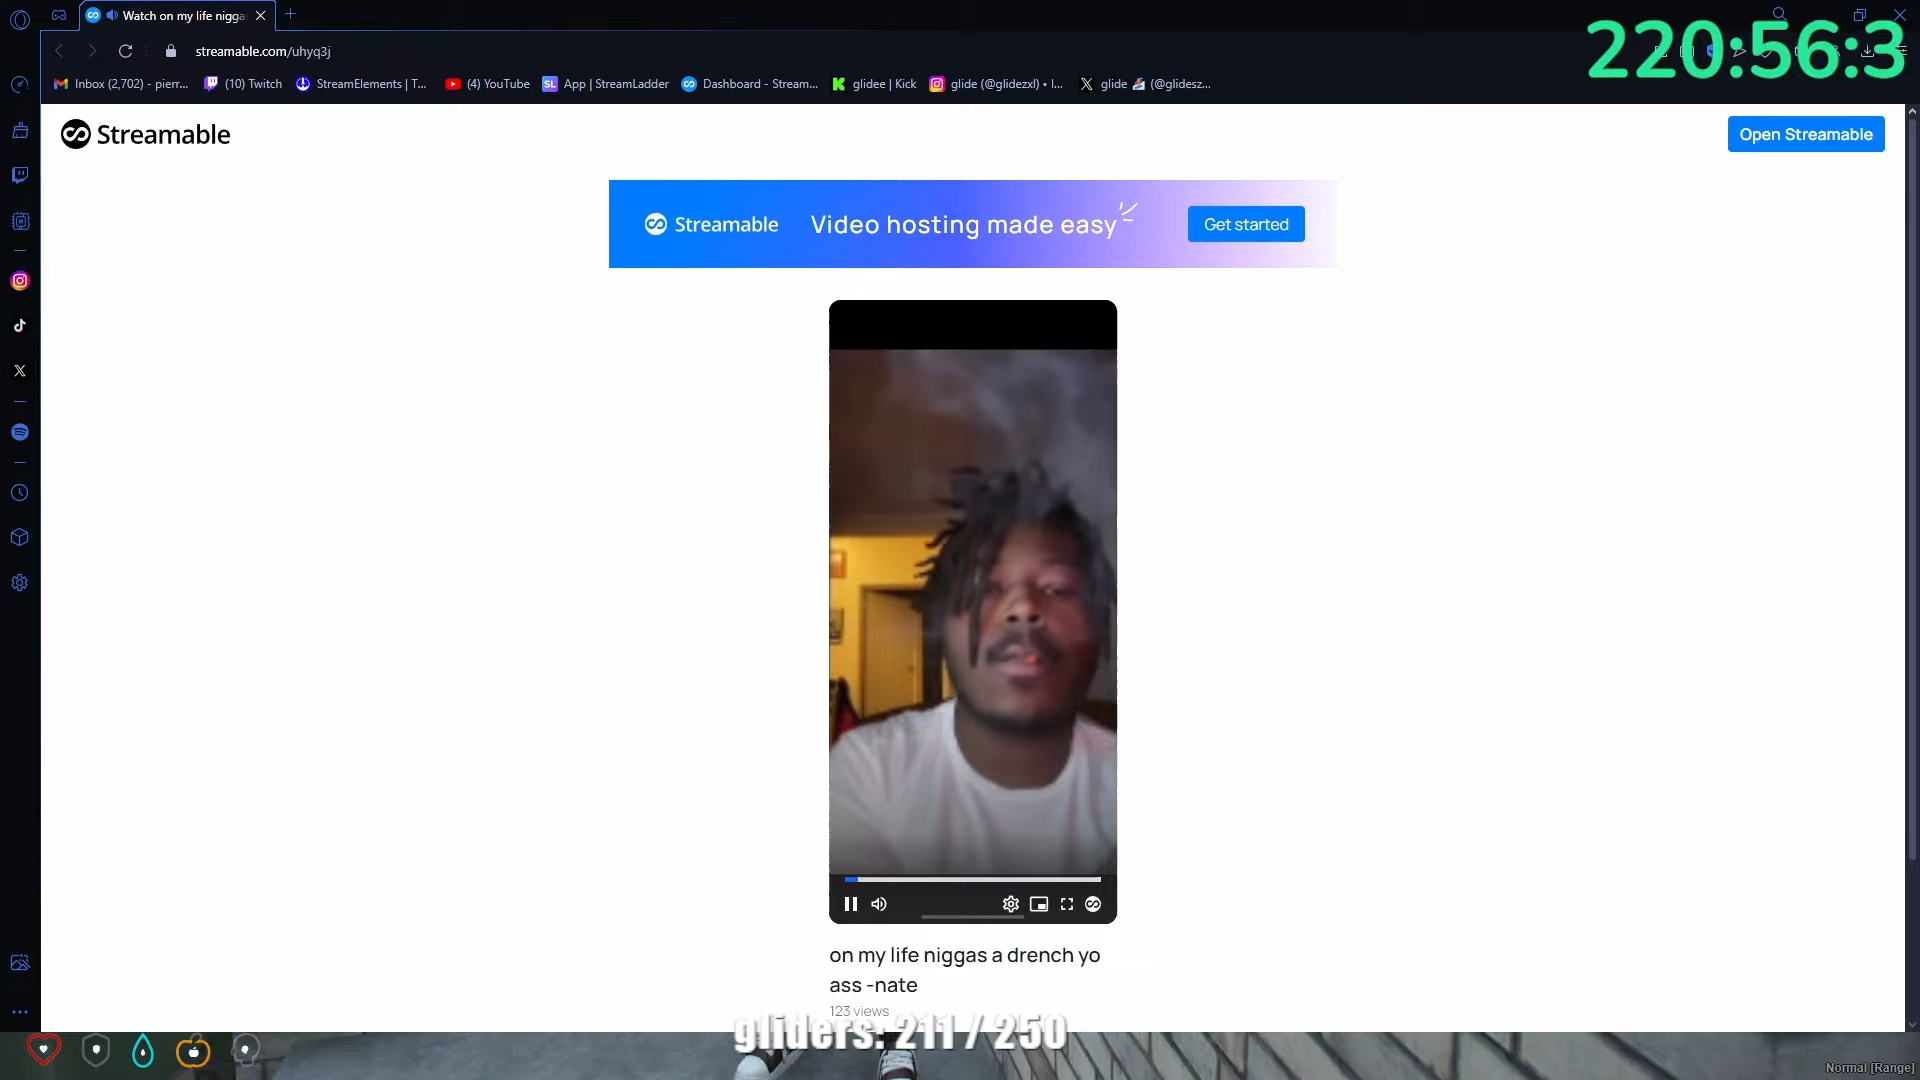 Watch on my life nigga
220:56:3
streamable.com/uhyq3j
Inbox (2,702) - pierr...
(10) Twitch
StreamElements | T...
(4) YouTube
SL
App | StreamLadder
Dashboard - Stream...
glidee | Kick
glide (@glidezxl) • I...
glide 🏂 (@glidesz...
Streamable
Open Streamable
Streamable
Video hosting made easy
Get started
on my life niggas a drench yo
ass -nate
123 views
gliders: 211 / 250
Normal [Range]